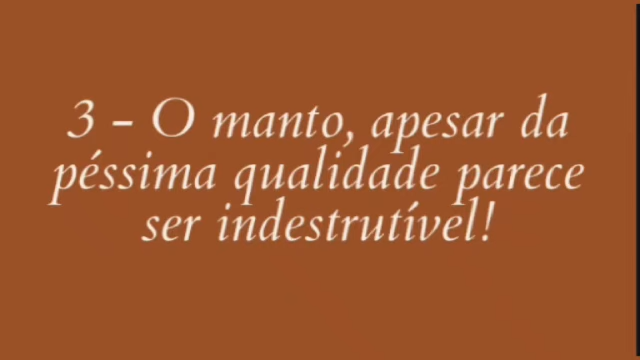 3 - O manto, apesar da
péssima qualidade parece
ser indestrutível!